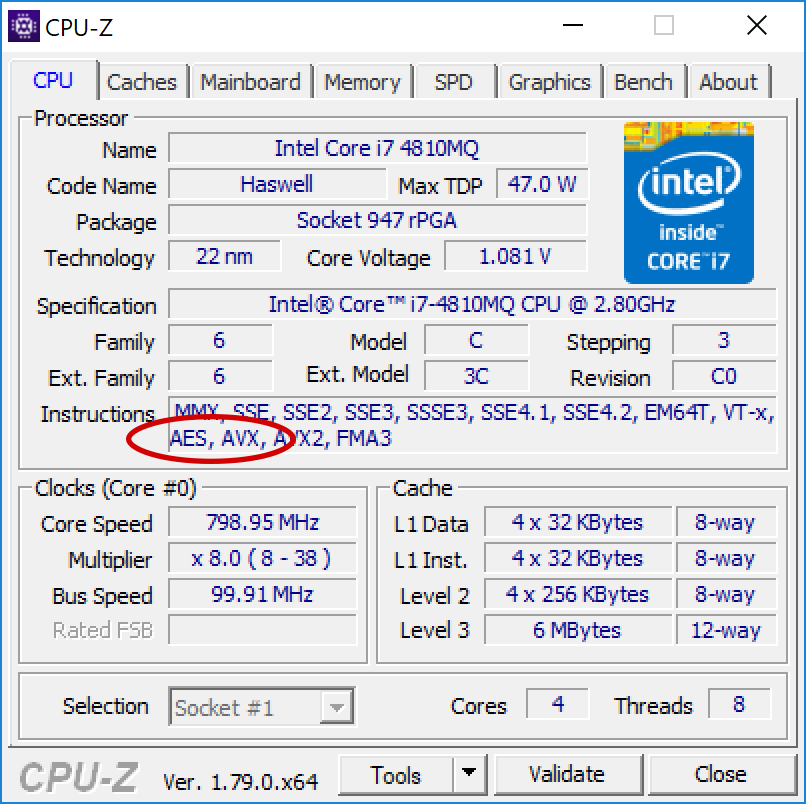 CPU-Z
CPU Caches Mainboard Memory SPD Graphics Bench About
Processor
Name Intel Core i7 4810MQ
Code Name Haswell Max TDP 47.0 W
Package Socket 947 rPGA
Technology 22 nm Core Voltage 1.081 V
intel
inside™
CORE™ i7
Specification Intel® Core™ i7-4810MQ CPU @ 2.80GHz
Family 6 Model C Stepping 3
Ext. Family 6 Ext. Model 3C Revision C0
Instructions MMX, SSE, SSE2, SSE3, SSSE3, SSE4.1, SSE4.2, EM64T, VT-x,
AES, AVX, AVX2, FMA3
Clocks (Core #0)
Core Speed 798.95 MHz
Multiplier x 8.0 ( 8 - 38 )
Bus Speed 99.91 MHz
Rated FSB
Cache
L1 Data 4 x 32 KBytes 8-way
L1 Inst. 4 x 32 KBytes 8-way
Level 2 4 x 256 KBytes 8-way
Level 3 6 MBytes 12-way
Selection Socket #1 Cores 4 Threads 8
CPU-Z Ver. 1.79.0.x64 Tools Validate Close